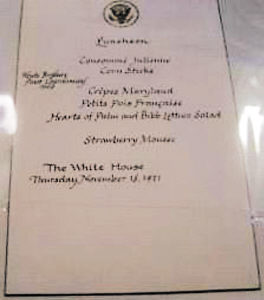 Luncheon
Consommé Julienne
Corn Sticks
Crêpes Maryland
Petits Pois Française
Hearts of Palm and Bibb Lettuce Salad
Strawberry Mousse
The White House
Thursday, November 18, 1971